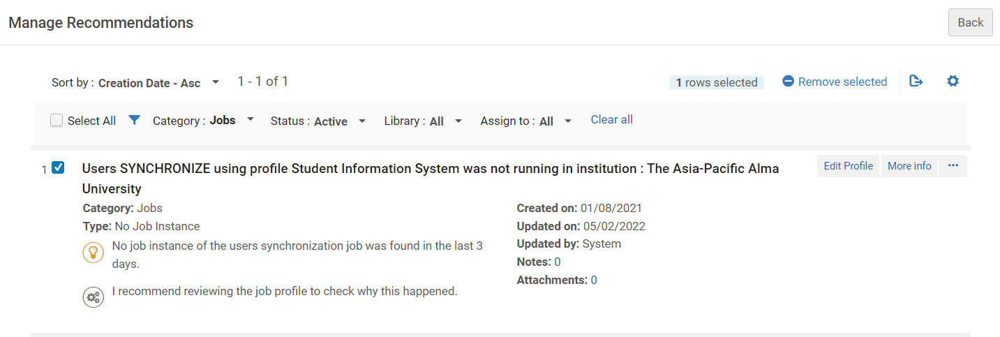 Manage Recommendations
Back
Sort by : Creation Date - Asc 1 - 1 of 1 1 rows selected Remove selected
Select All Category : Jobs Status : Active Library : All Assign to : All Clear all
1 Users SYNCHRONIZE using profile Student Information System was not running in institution : The Asia-Pacific Alma
University
Edit Profile More info ...
Category: Jobs
Type: No Job Instance
No job instance of the users synchronization job was found in the last 3
days.
I recommend reviewing the job profile to check why this happened.
Created on: 01/08/2021
Updated on: 05/02/2022
Updated by: System
Notes: 0
Attachments: 0